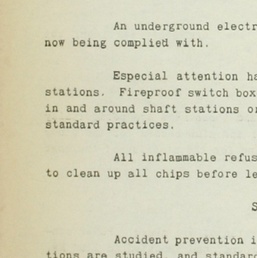 An underground electr
now being complied with.
Especial attention ha
stations. Fireproof switch box
in and around shaft stations or
standard practices.
All inflammable refus
to clean up all chips before le
S
Accident prevention i
tions are studied, and standard